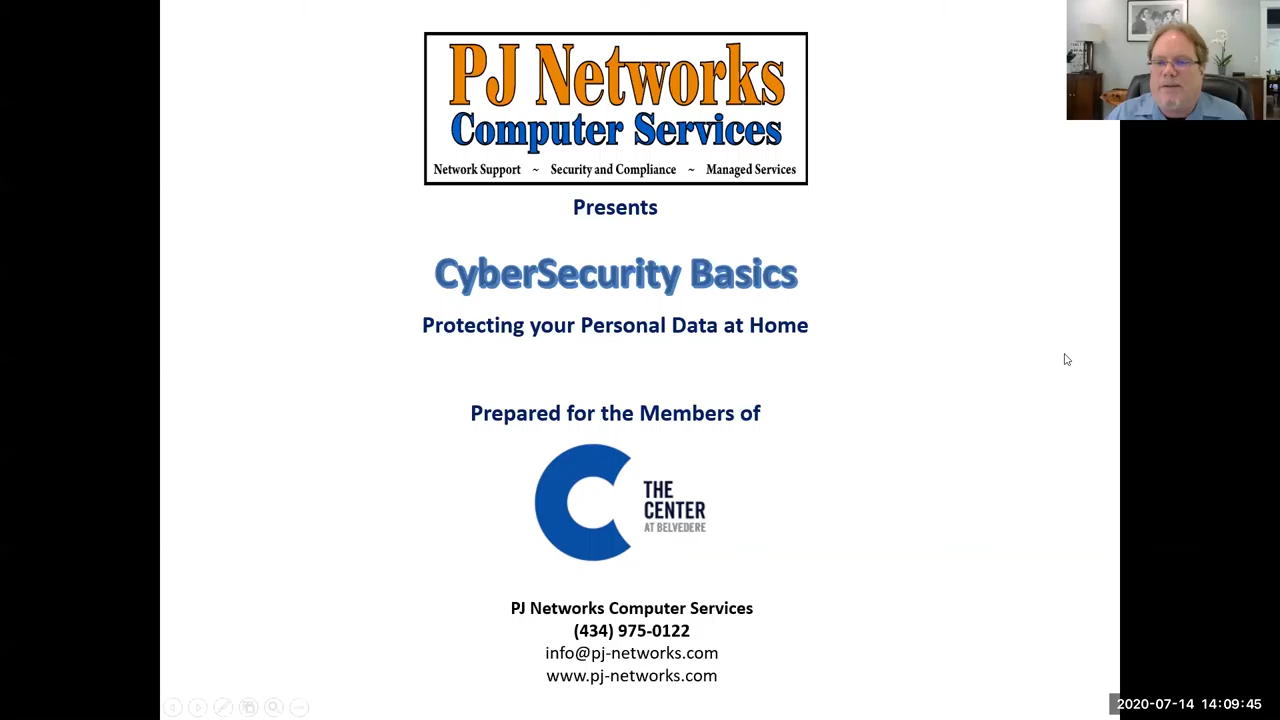 PJ Networks
Computer Services
Network Support ~ Security and Compliance ~ Managed Services
Presents
CyberSecurity Basics
Protecting your Personal Data at Home
Prepared for the Members of
THE
CENTER
AT BELVEDERE
PJ Networks Computer Services
(434) 975-0122
info@pj-networks.com
www.pj-networks.com
2020-07-14 14:09:45